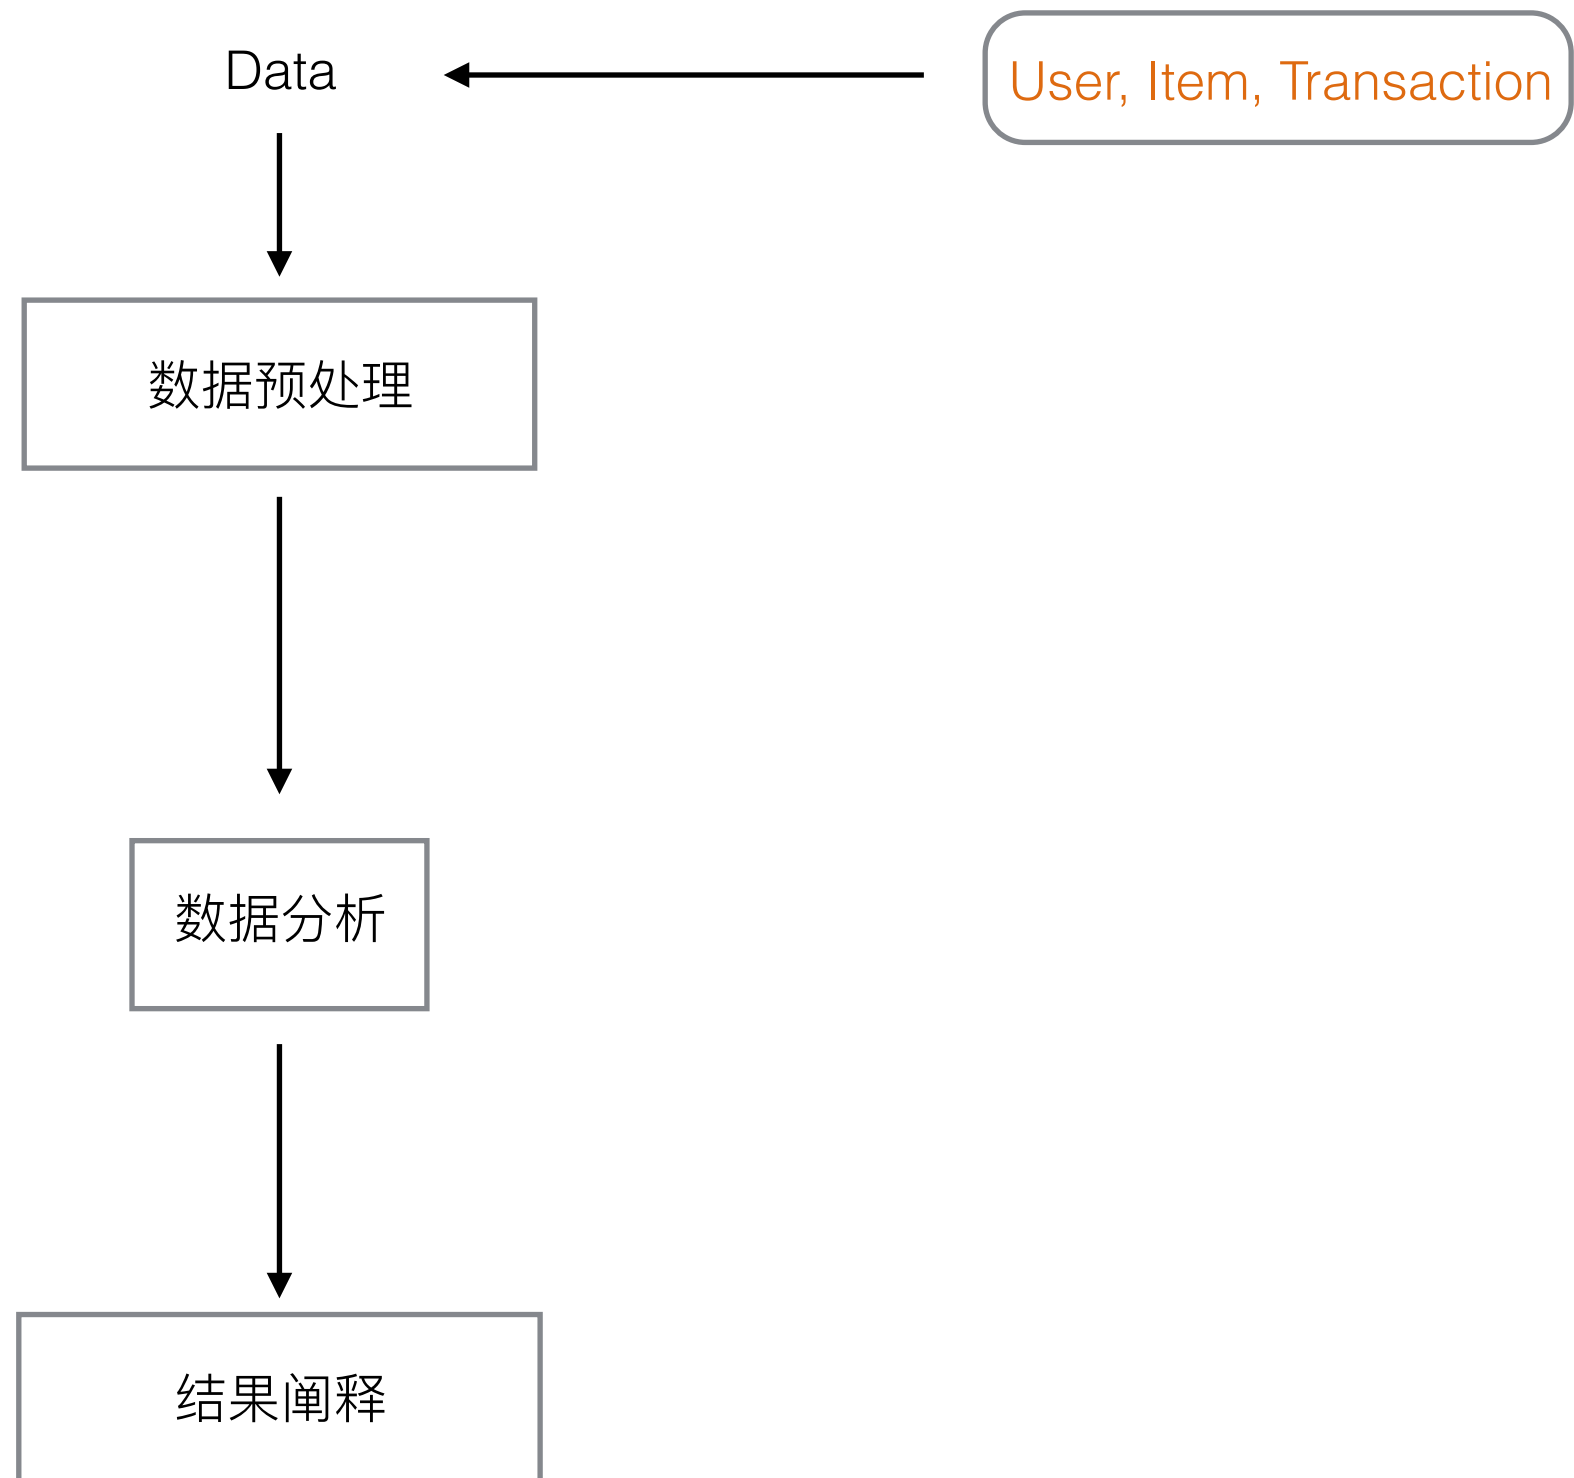 Data
User, Item, Transaction
数据预处理
数据分析
结果阐释